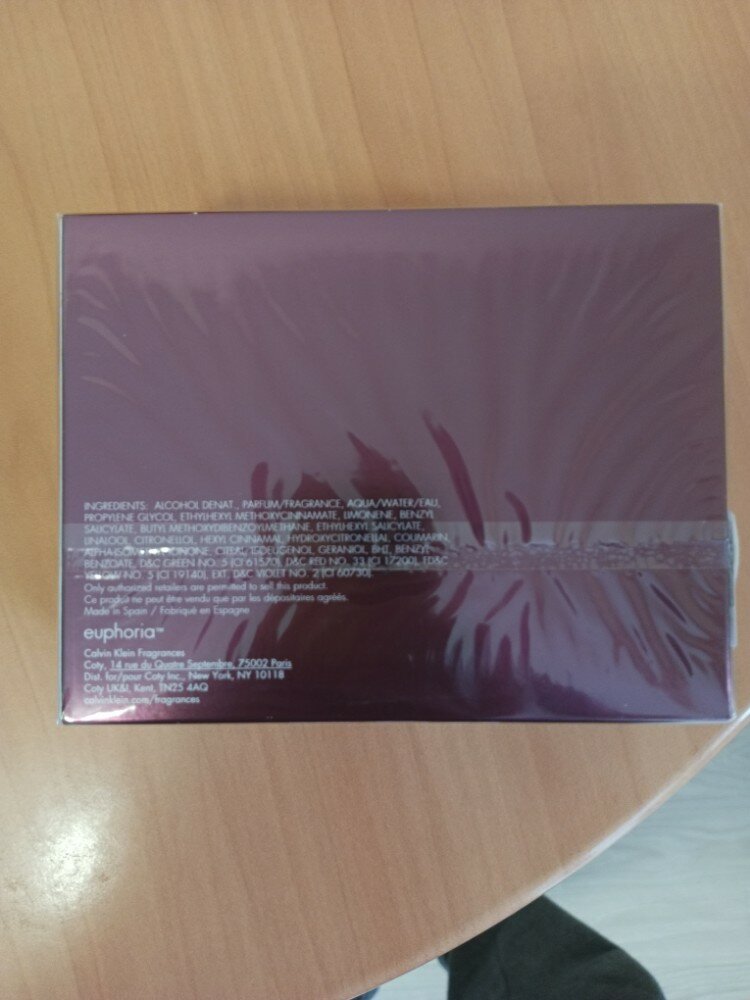 INGREDIENTS: ALCOHOL DENAT., PARFUM/FRAGRANCE, AQUA/WATER/EAU,
PROPYLENE GLYCOL, ETHYLHEXYL METHOXYCINNAMATE, LIMONENE, BENZYL
SALICYLATE, BUTYL METHOXYDIBENZOYLMETHANE, ETHYLHEXYL SALICYLATE,
LINALOOL, CITRONELLOL, HEXYL CINNAMAL, HYDROXYCITRONELLAL, COUMARIN,
CITRAL, ISOEUGENOL, GERANIOL, BHT, BENZYL
BENZOATE, D&C GREEN NO. 5 (CI 61570), D&C RED NO. 33 (CI 17200), FD&C
YELLOW NO. 5 (CI 19140), EXT. D&C VIOLET NO. 2 (CI 60730).
Only authorized retailers are permitted to sell this product.
Ce produit ne peut être vendu que par les dépositaires agréés.
Made in Spain / Fabriqué en Espagne
euphoria™
Calvin Klein Fragrances
Coty, 14 rue du Quatre Septembre, 75002 Paris
Dist. for/pour Coty Inc., New York, NY 10118
Coty UK&I, Kent, TN25 4AQ
calvinklein.com/fragrances